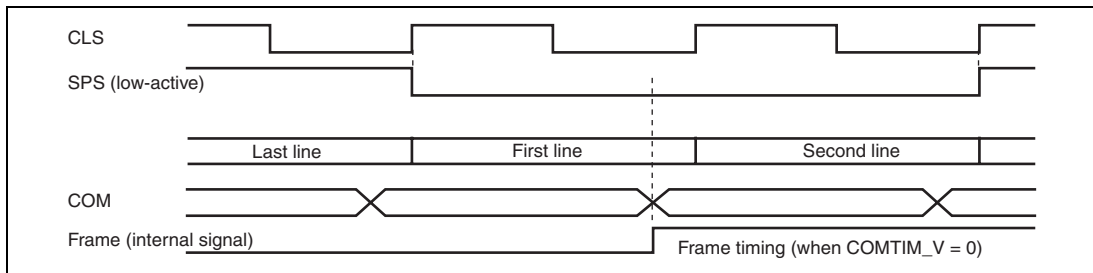 CLS
SPS (low-active)
Last line First line Second line
COM
Frame (internal signal) Frame timing (when COMTIM_V = 0)